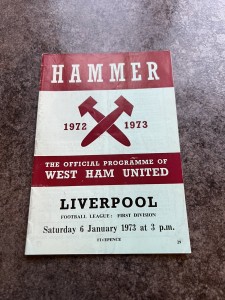 HAMMER
1972 1973
THE OFFICIAL PROGRAMME OF
WEST HAM UNITED
LIVERPOOL
FOOTBALL LEAGUE: FIRST DIVISION
Saturday 6 January 1973 at 3 p.m.
FIVEPENCE